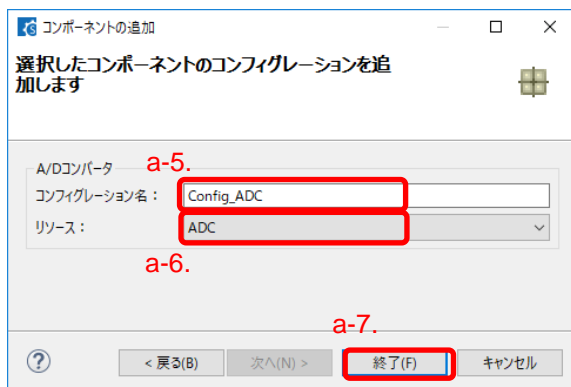 コンポーネントの追加
選択したコンポーネントのコンフィグレーションを追
加します
A/Dコンバータ
a-5.
コンフィグレーション名：
Config_ADC
リソース：
ADC
a-6.
a-7.
?
< 戻る(B)
次へ(N) >
終了(F)
キャンセル